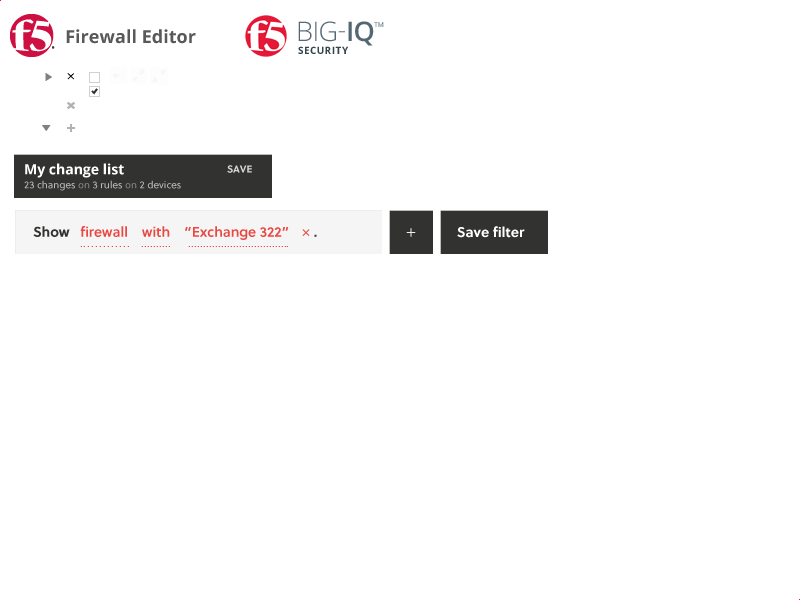 f5. Firewall Editor
f5 BIG-IQ™
SECURITY
My change list
SAVE
23 changes on 3 rules on 2 devices
Show firewall with “Exchange 322” × .
+
Save filter